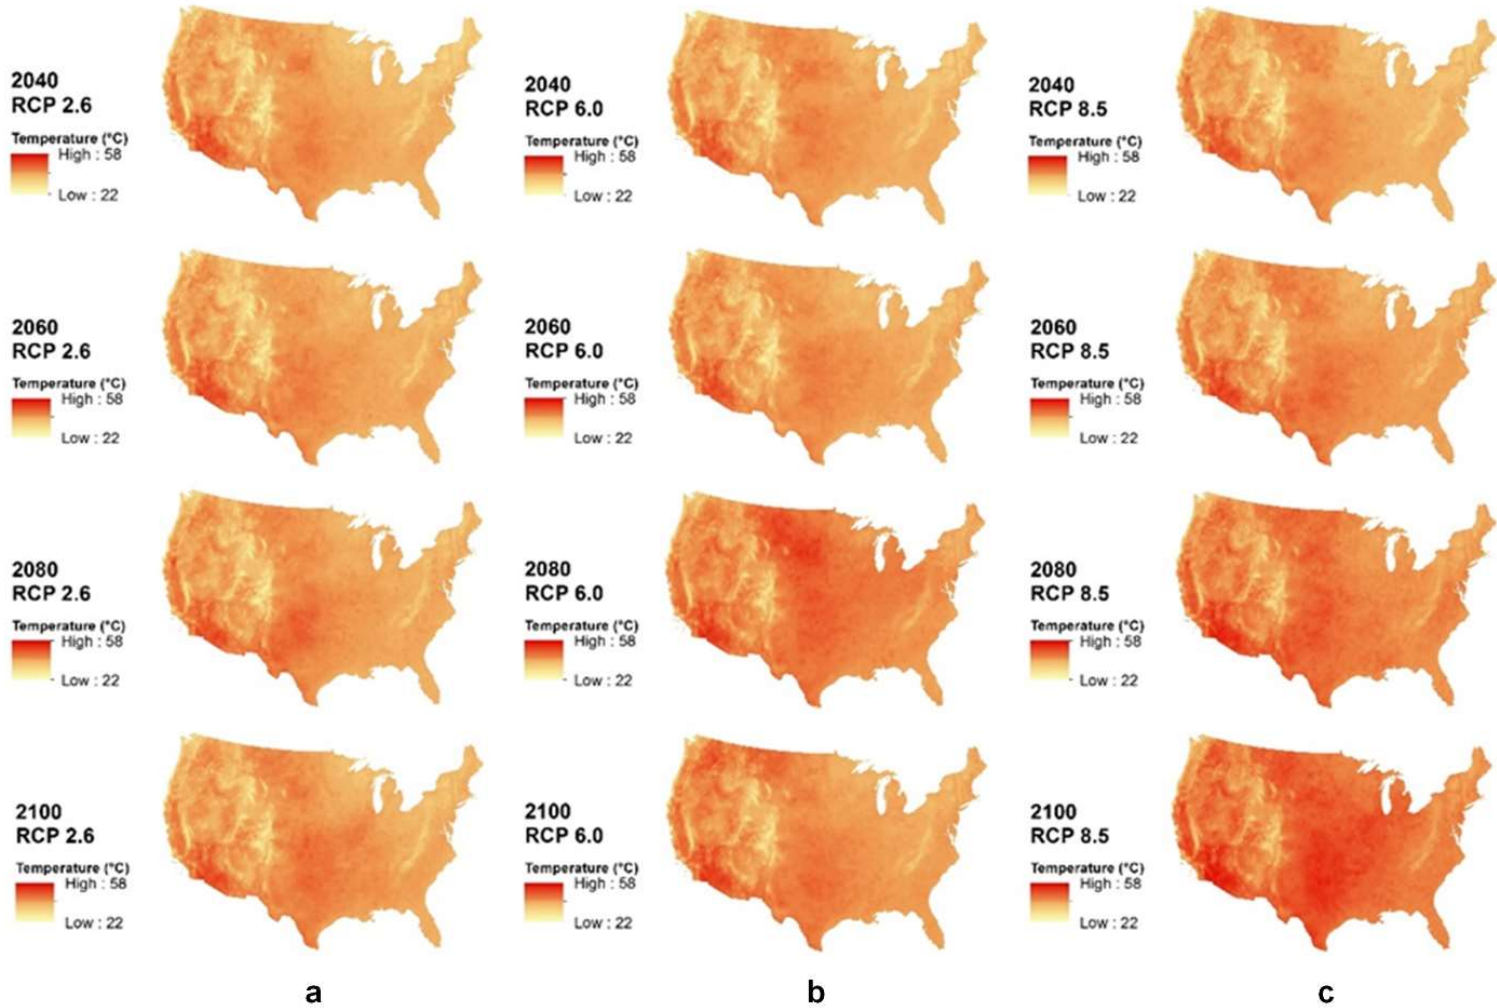 2040
RCP 2.6
Temperature (°C)
High : 58
Low : 22
2040
RCP 6.0
Temperature (°C)
High : 58
Low : 22
2040
RCP 8.5
Temperature (°C)
High : 58
Low : 22
2060
RCP 2.6
Temperature (°C)
High : 58
Low : 22
2060
RCP 6.0
Temperature (°C)
High : 58
Low : 22
2060
RCP 8.5
Temperature (°C)
High : 58
Low : 22
2080
RCP 2.6
Temperature (°C)
High : 58
Low : 22
2080
RCP 6.0
Temperature (°C)
High : 58
Low : 22
2080
RCP 8.5
Temperature (°C)
High : 58
Low : 22
2100
RCP 2.6
Temperature (°C)
High : 58
Low : 22
2100
RCP 6.0
Temperature (°C)
High : 58
Low : 22
2100
RCP 8.5
Temperature (°C)
High : 58
Low : 22
a
b
c